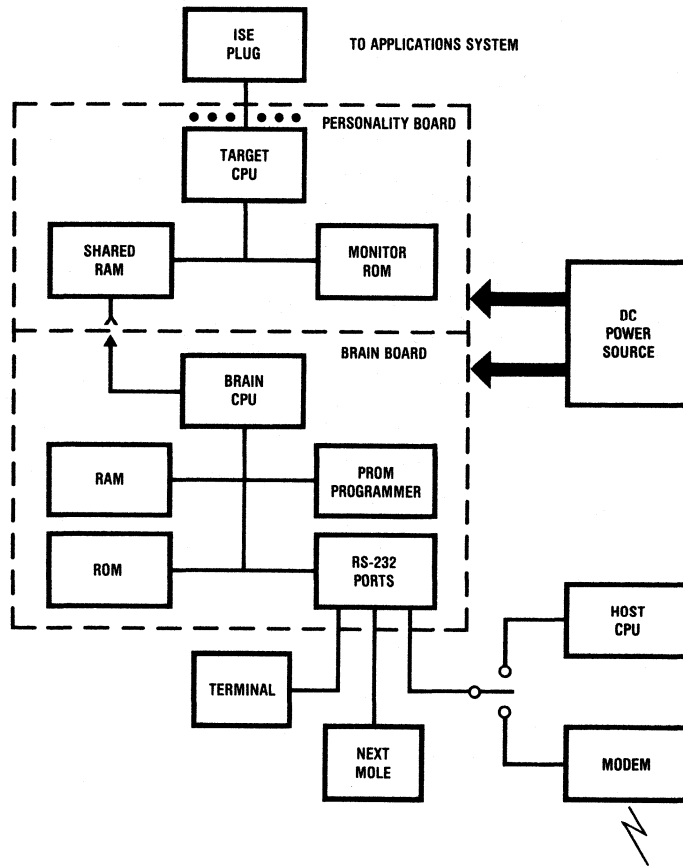 ISE
PLUG
TO APPLICATIONS SYSTEM
PERSONALITY BOARD
TARGET
CPU
SHARED
RAM
MONITOR
ROM
DC
POWER
SOURCE
BRAIN BOARD
BRAIN
CPU
RAM
PROM
PROGRAMMER
ROM
RS-232
PORTS
HOST
CPU
TERMINAL
NEXT
MOLE
MODEM